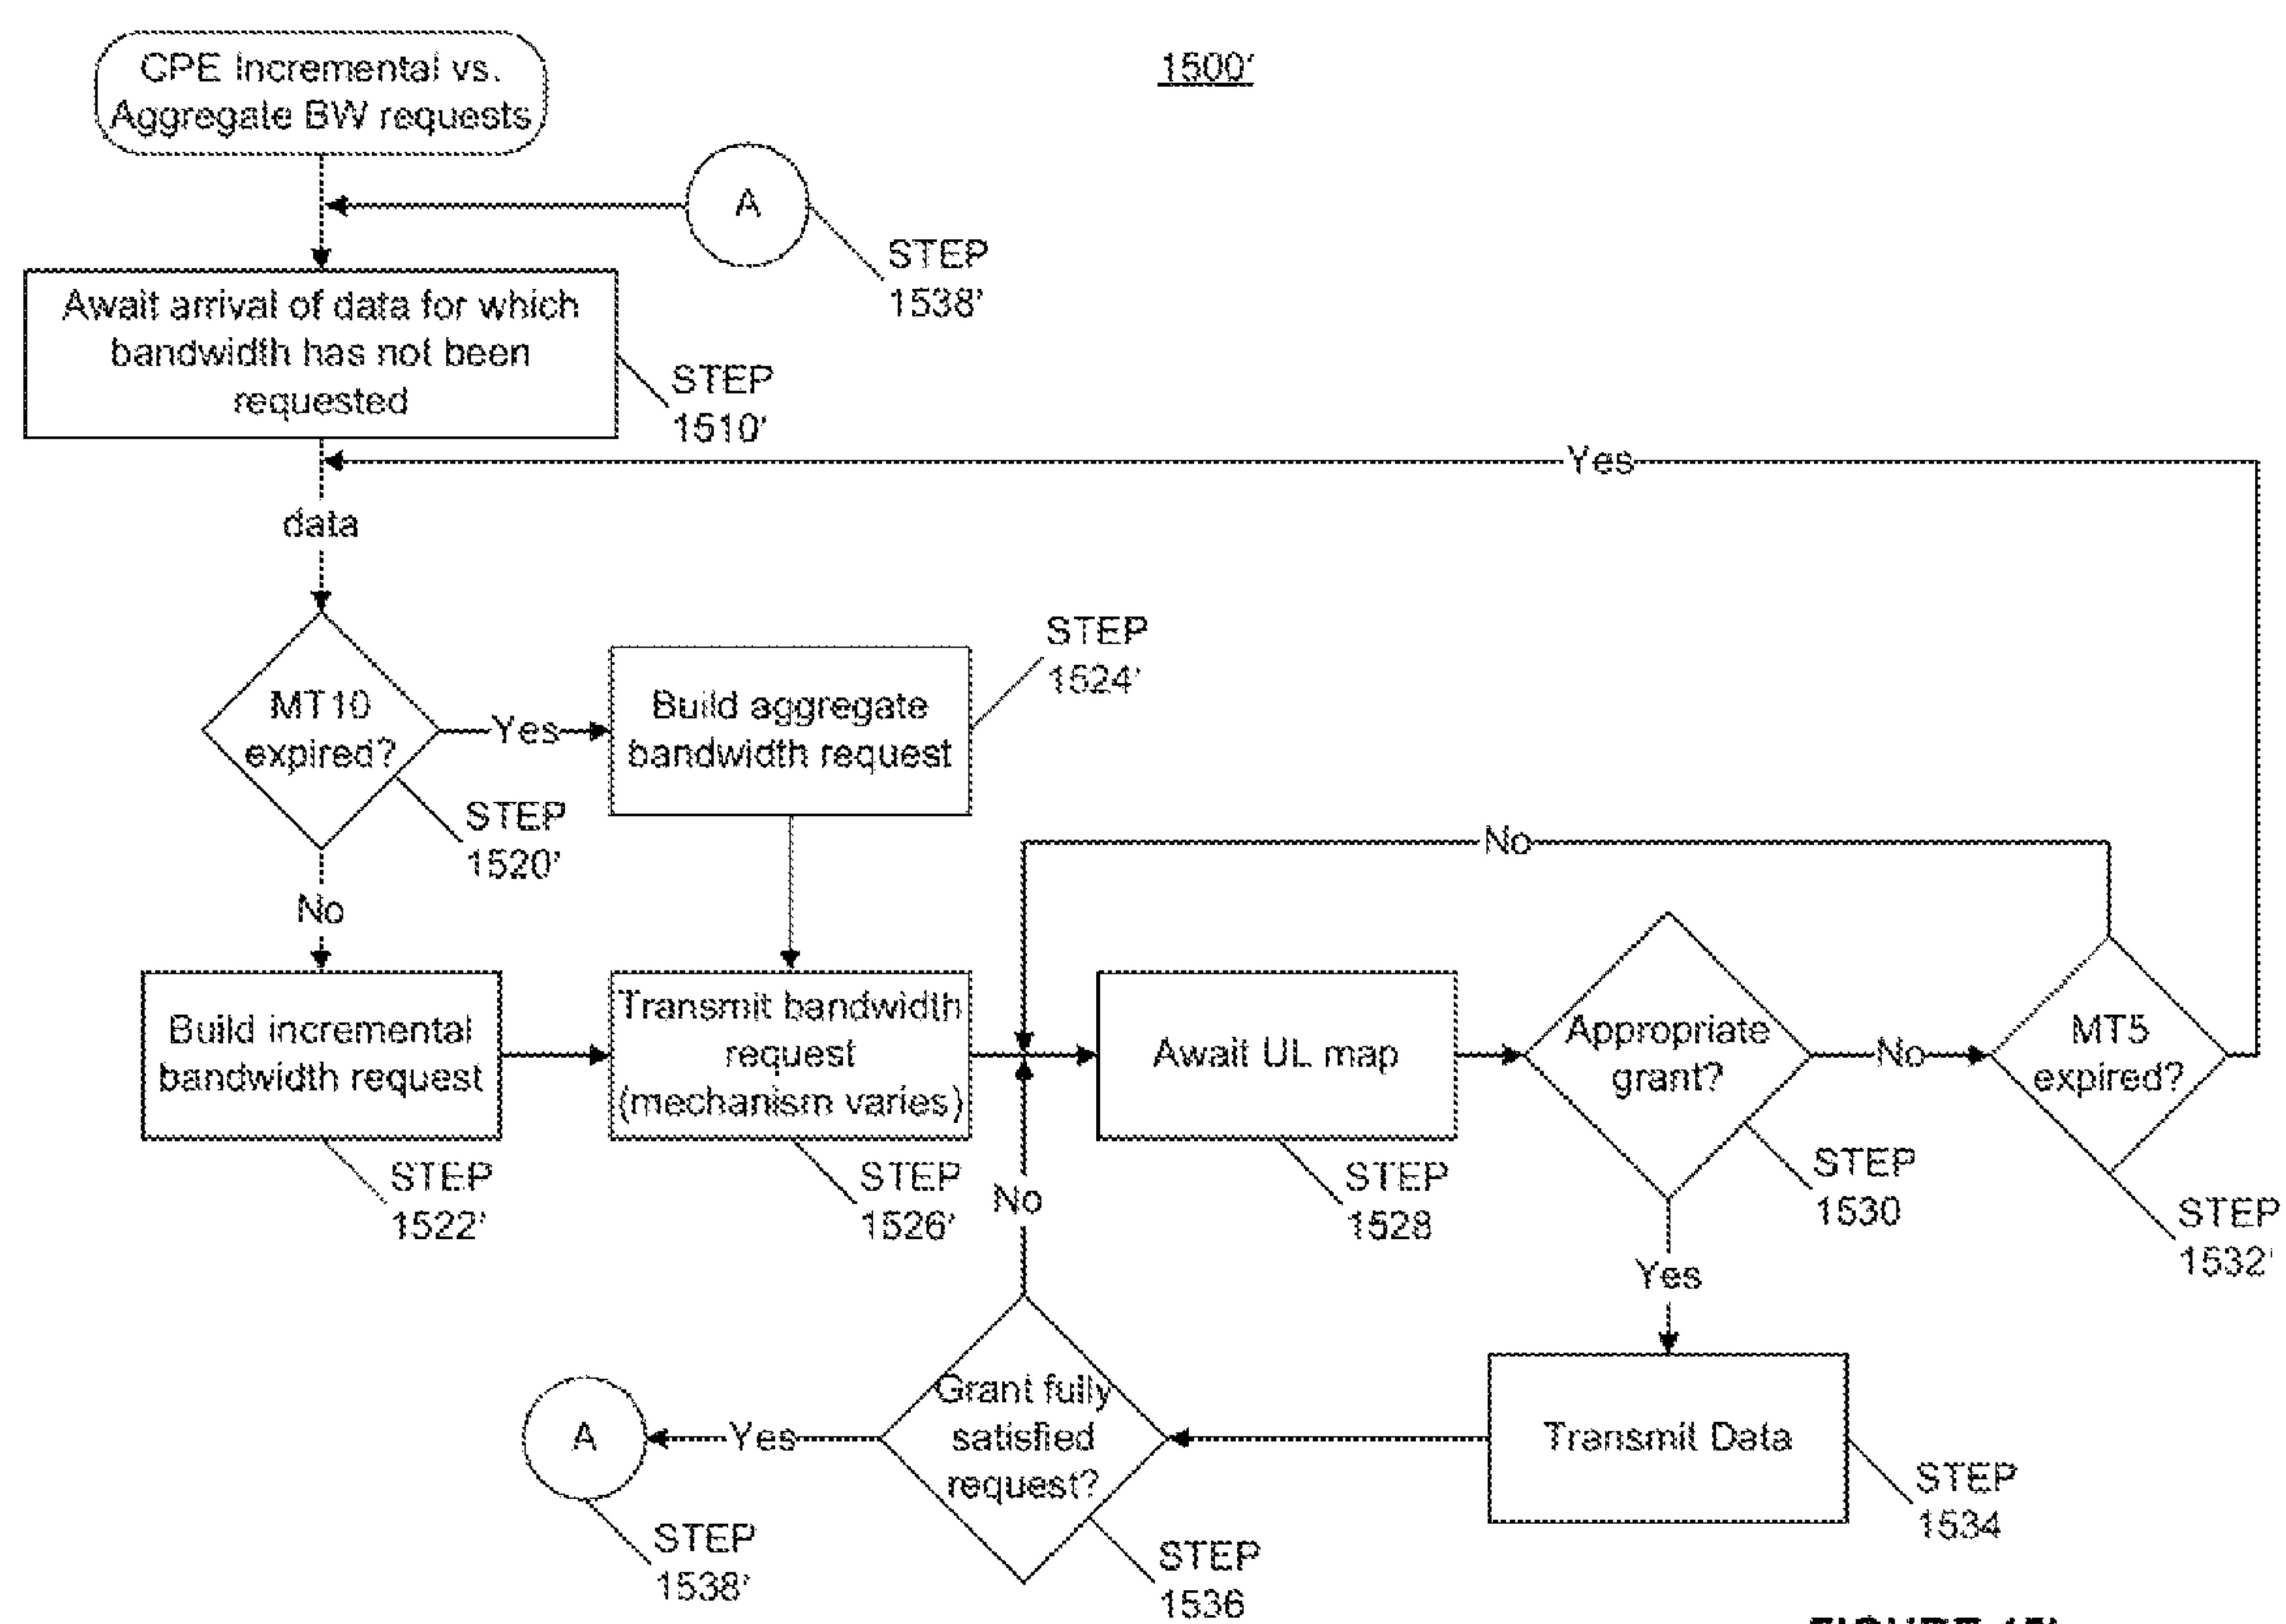 CPE Incremental vs.
Aggregate BW requests
1500'
A
STEP
1538'
Await arrival of data for which
bandwidth has not been
requested
STEP
1510'
Yes
data
STEP
1524'
MT10
expired?
Yes
Build aggregate
bandwidth request
STEP
1520'
No
No
Build incremental
bandwidth request
Transmit bandwidth
request
(mechanism varies)
Await UL map
Appropriate
grant?
No
MT5
expired?
STEP
1522'
STEP
1526'
No
STEP
1528
STEP
1530
STEP
1532'
Yes
A
Yes
Grant fully
satisfied
request?
Transmit Data
STEP
1534
STEP
1538'
STEP
1536